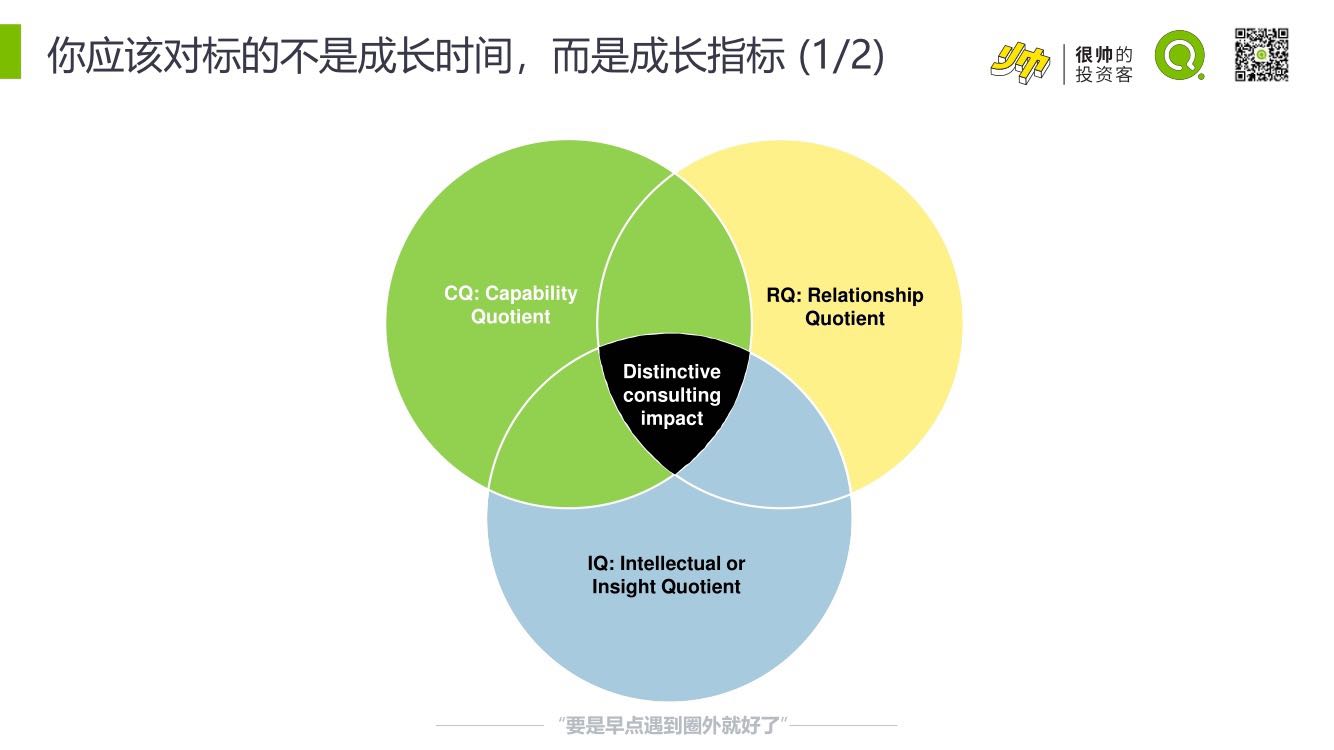 你应该对标的不是成长时间，而是成长指标 (1/2)
很帅的
投资客
CQ: Capability
Quotient
RQ: Relationship
Quotient
Distinctive
consulting
impact
IQ: Intellectual or
Insight Quotient
“要是早点遇到圈外就好了”